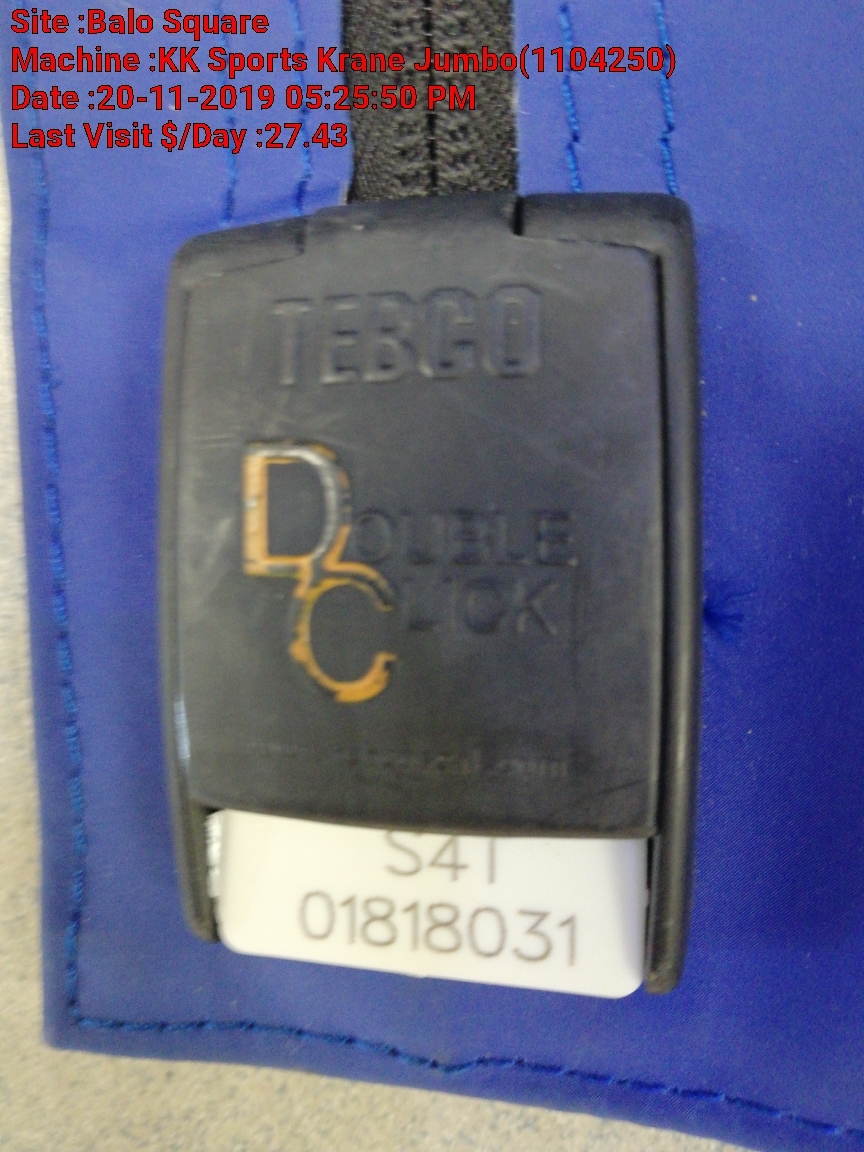 Site :Balo Square
Machine :KK Sports Krane Jumbo(1104250)
Date :20-11-2019 05:25:50 PM
Last Visit $/Day :27.43
TEBCO
DOUBLE
CLICK
S4T
01818031